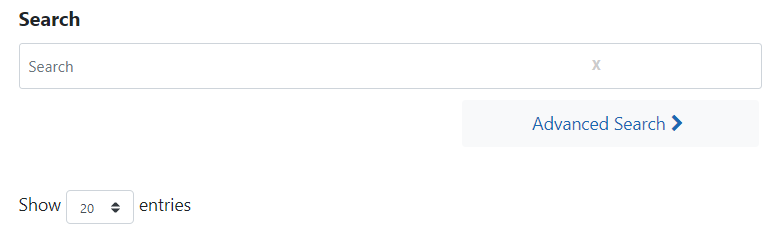 Search
Search x
Advanced Search
Show 20 entries